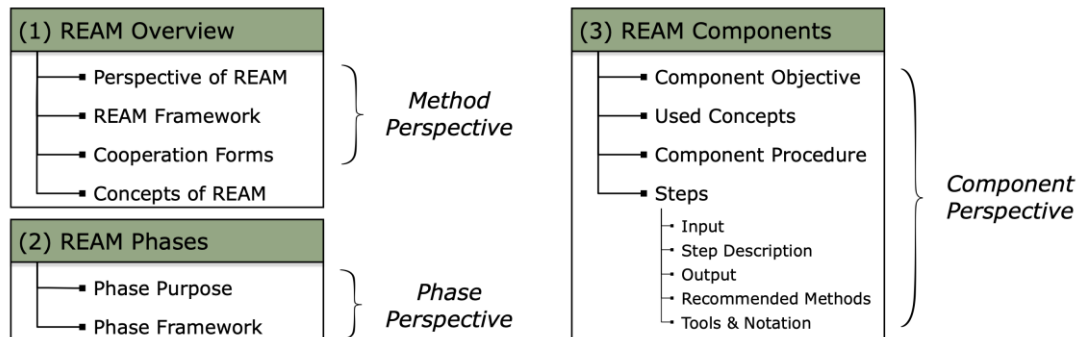 (1) REAM Overview
Perspective of REAM
REAM Framework
Cooperation Forms
Concepts of REAM
Method
Perspective
(2) REAM Phases
Phase Purpose
Phase Framework
Phase
Perspective
(3) REAM Components
Component Objective
Used Concepts
Component Procedure
Steps
Input
Step Description
Output
Recommended Methods
Tools & Notation
Component
Perspective